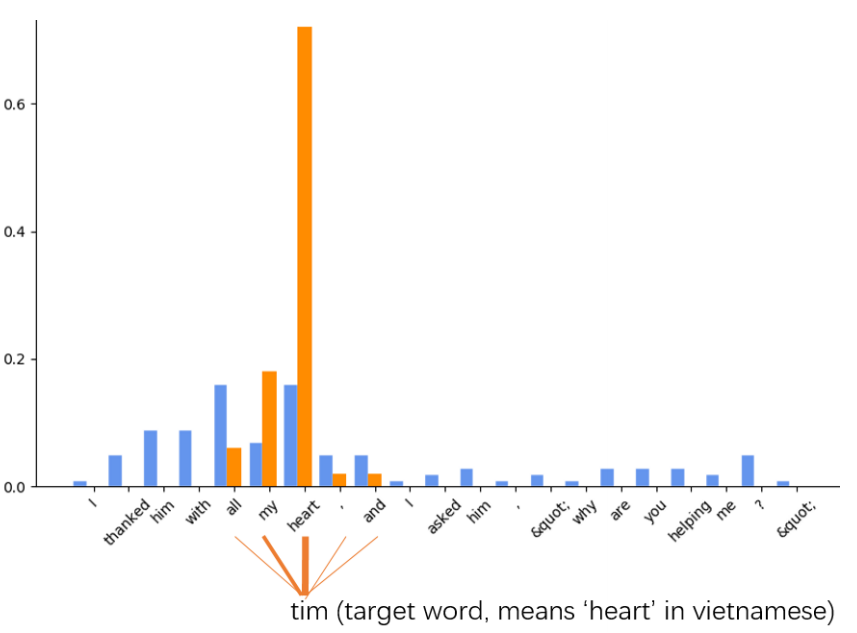 0.6
0.4
0.2
0.0
I thanked him with all my heart , and I asked him , &quot; why are you helping me ? &quot;
tim (target word, means ‘heart’ in vietnamese)